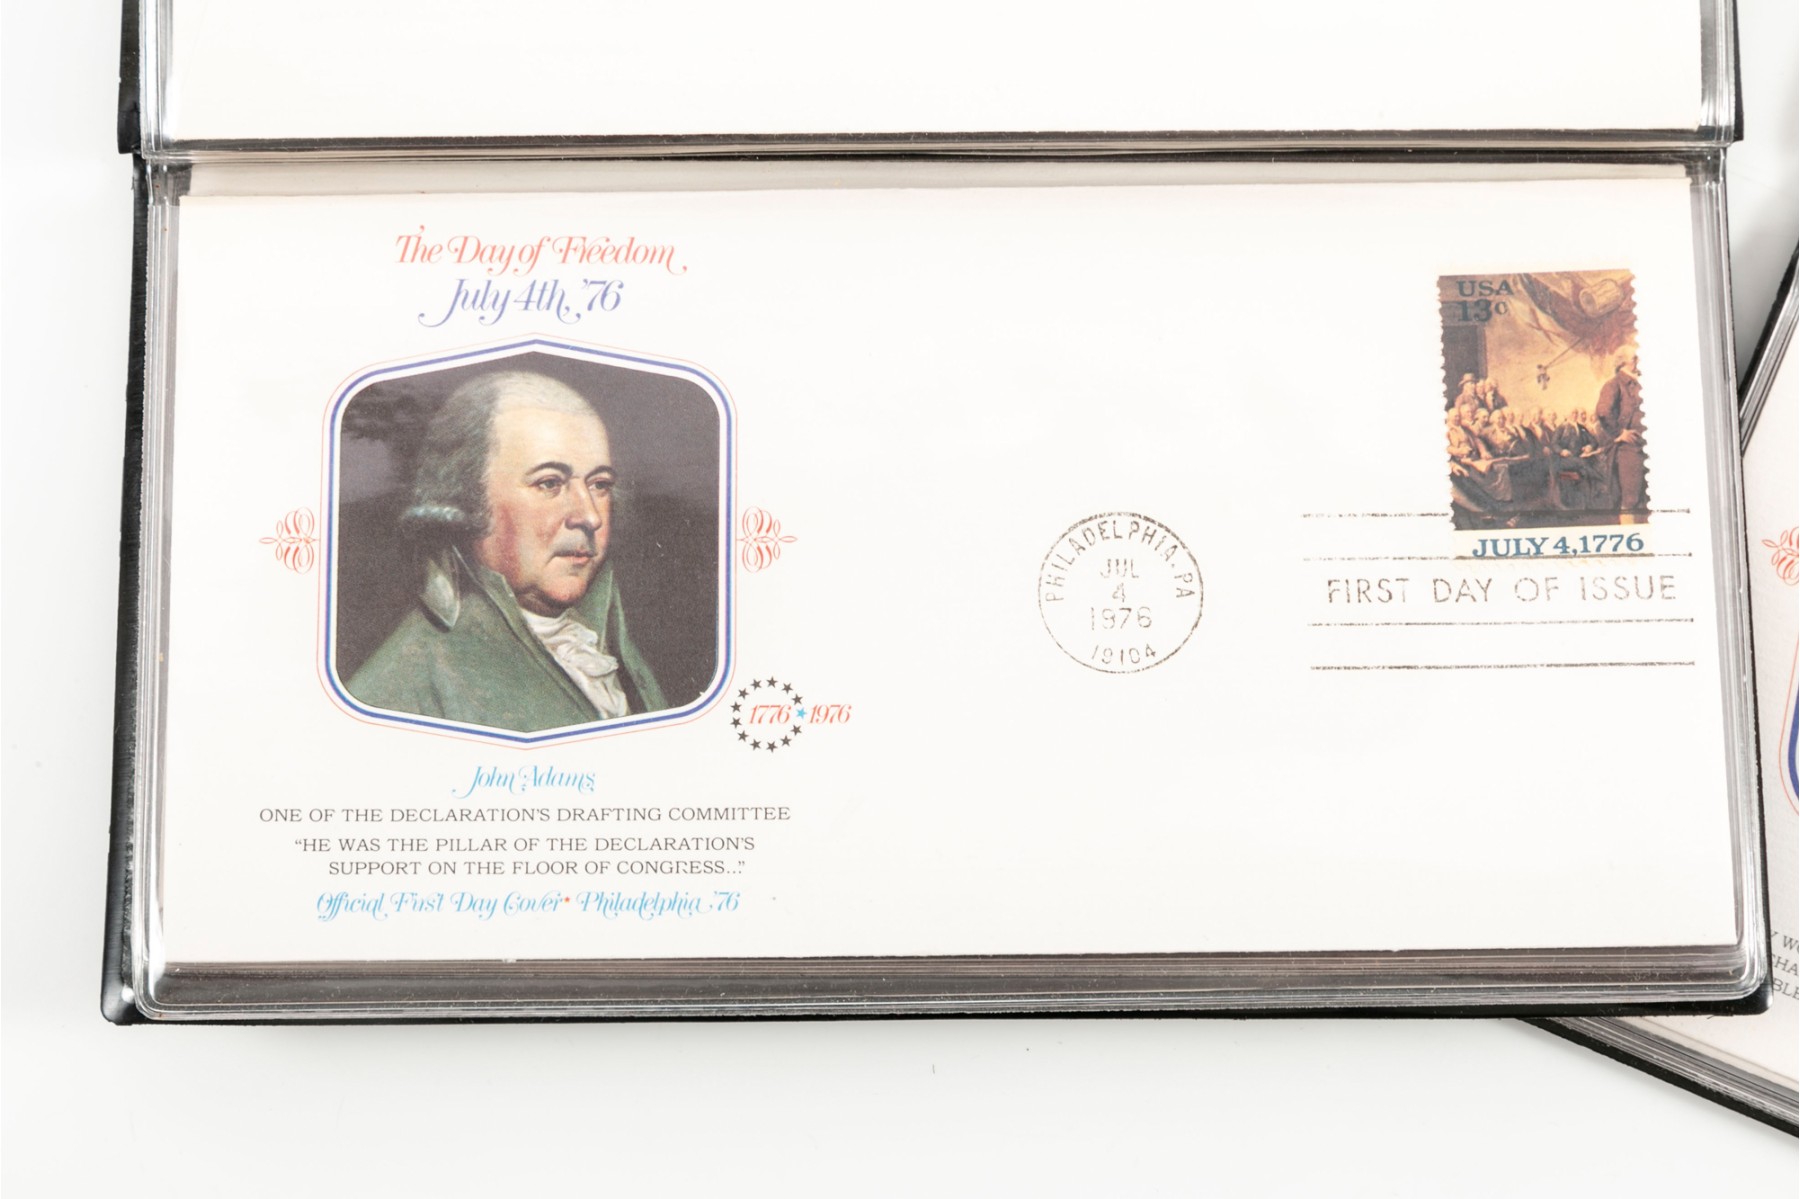 The Day of Freedom,
July 4th, '76
USA
13c
JULY 4, 1776
PHILADELPHIA, PA
JUL
4
1976
19104
FIRST DAY OF ISSUE
1776 ★ 1976
John Adams
ONE OF THE DECLARATION'S DRAFTING COMMITTEE
“HE WAS THE PILLAR OF THE DECLARATION'S
SUPPORT ON THE FLOOR OF CONGRESS...”
Official First Day Cover ★ Philadelphia '76